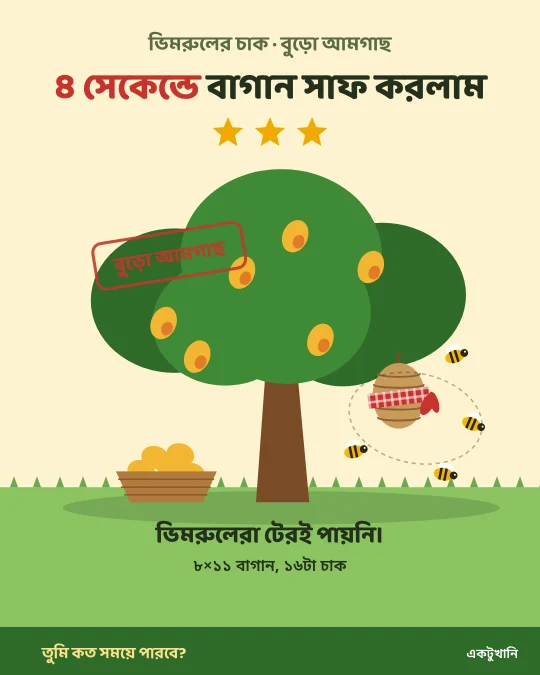 ভিমরুলের চাক · বুড়ো আমগাছ
৪ সেকেন্ডে বাগান সাফ করলাম
বুড়ো আমগাছ
ভিমরুলেরা টেরই পায়নি।
৮×১১ বাগান, ১৬টা চাক
তুমি কত সময়ে পারবে?
একটুখানি